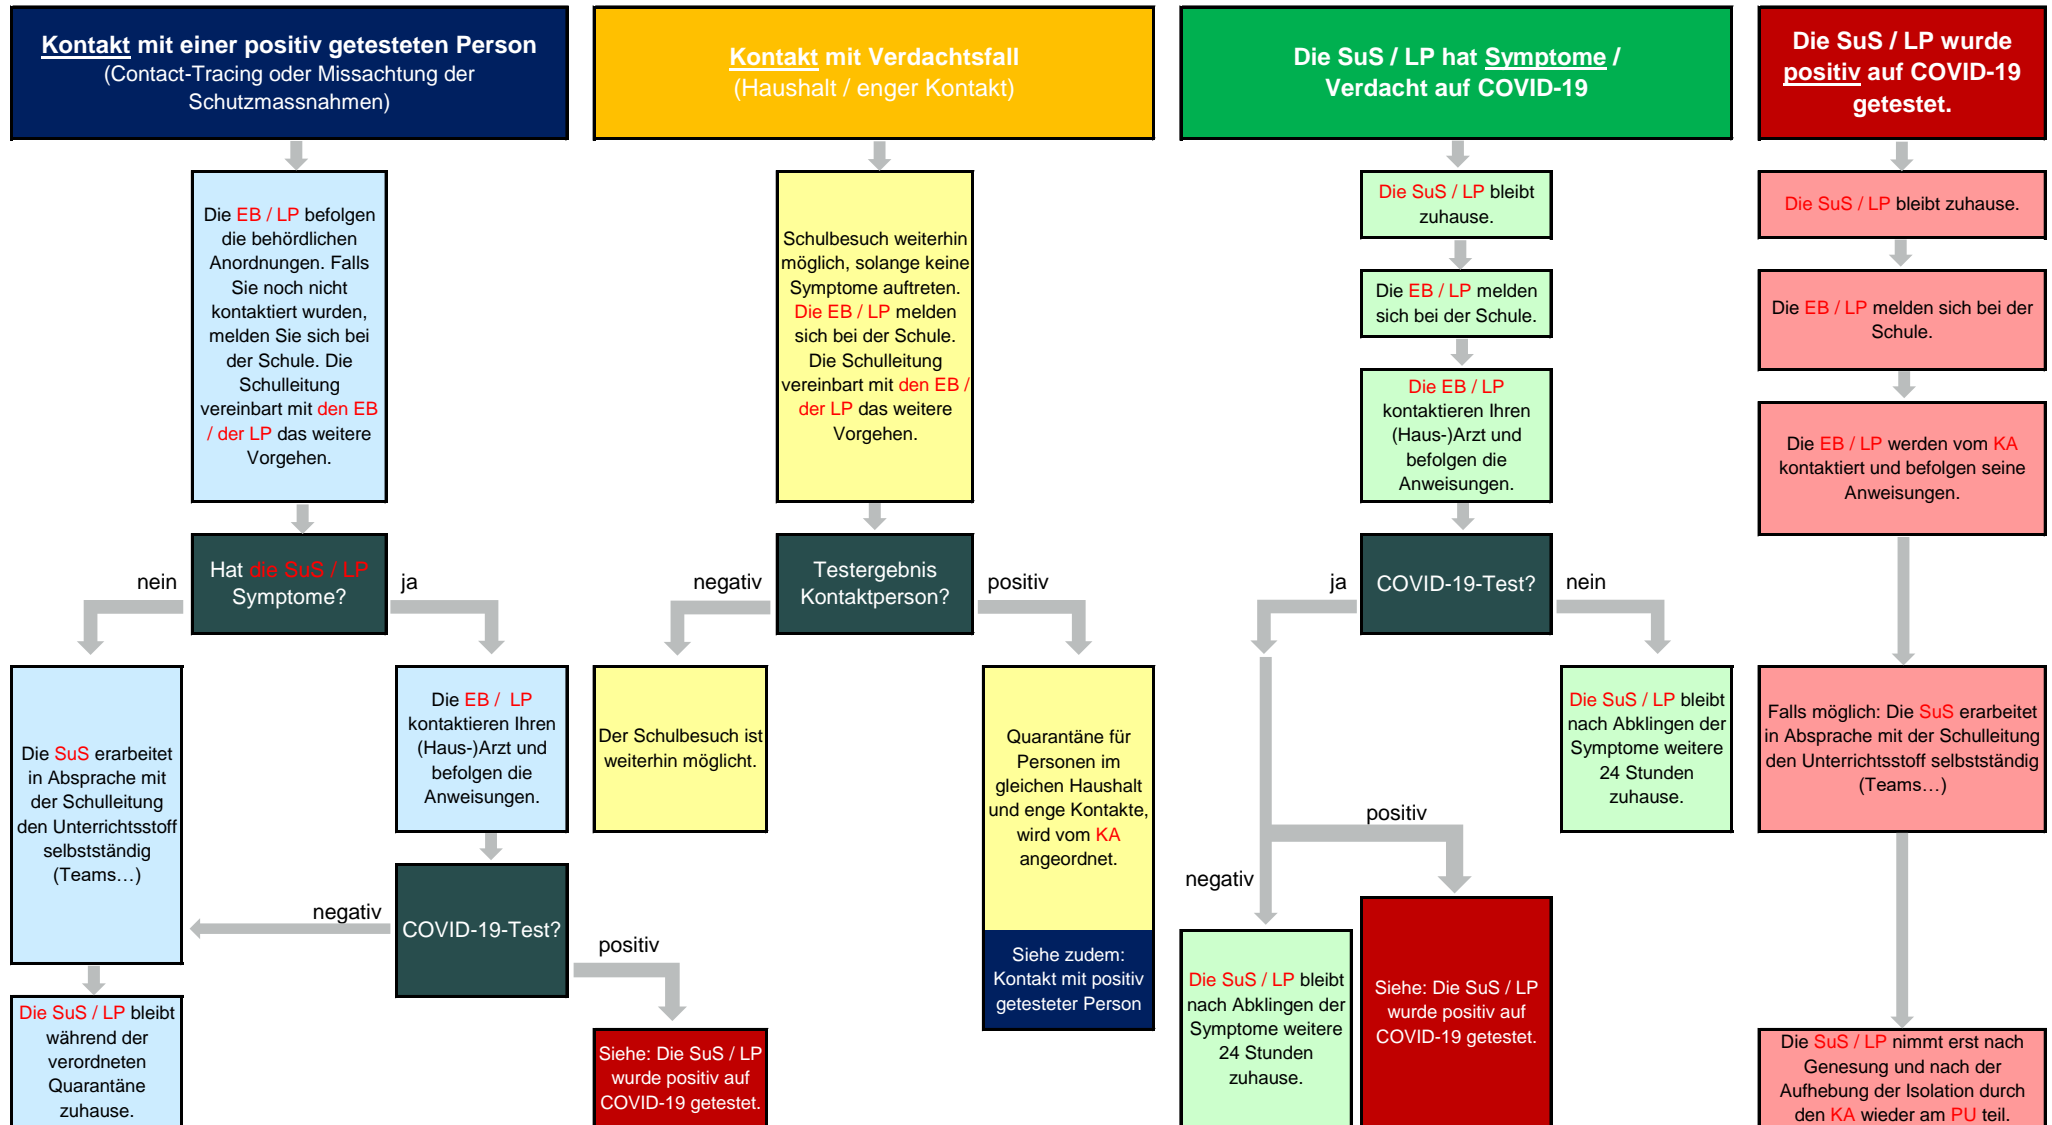 Kontakt mit einer positiv getesteten Person
(Contact-Tracing oder Missachtung der
Schutzmassnahmen)
Die EB / LP befolgen
die behördlichen
Anordnungen. Falls
Sie noch nicht
kontaktiert wurden,
melden Sie sich bei
der Schule. Die
Schulleitung
vereinbart mit den EB
/ der LP das weitere
Vorgehen.
Hat die SuS / LP
Symptome?
nein
ja
Die SuS erarbeitet
in Absprache mit
der Schulleitung
den Unterrichtsstoff
selbstständig
(Teams…)
Die EB / LP
kontaktieren Ihren
(Haus-)Arzt und
befolgen die
Anweisungen.
COVID-19-Test?
negativ
positiv
Die SuS / LP bleibt
während der
verordneten
Quarantäne
zuhause.
Siehe: Die SuS / LP
wurde positiv auf
COVID-19 getestet.
Kontakt mit Verdachtsfall
(Haushalt / enger Kontakt)
Schulbesuch weiterhin
möglich, solange keine
Symptome auftreten.
Die EB / LP melden
sich bei der Schule.
Die Schulleitung
vereinbart mit den EB /
der LP das weitere
Vorgehen.
Testergebnis
Kontaktperson?
negativ
positiv
Der Schulbesuch ist
weiterhin möglicht.
Quarantäne für
Personen im
gleichen Haushalt
und enge Kontakte,
wird vom KA
angeordnet.
Siehe zudem:
Kontakt mit positiv
getesteter Person
Die SuS / LP hat Symptome /
Verdacht auf COVID-19
Die SuS / LP bleibt
zuhause.
Die EB / LP melden
sich bei der Schule.
Die EB / LP
kontaktieren Ihren
(Haus-)Arzt und
befolgen die
Anweisungen.
COVID-19-Test?
ja
nein
Die SuS / LP bleibt
nach Abklingen der
Symptome weitere
24 Stunden
zuhause.
positiv
negativ
Die SuS / LP bleibt
nach Abklingen der
Symptome weitere
24 Stunden
zuhause.
Siehe: Die SuS / LP
wurde positiv auf
COVID-19 getestet.
Die SuS / LP wurde
positiv auf COVID-19
getestet.
Die SuS / LP bleibt zuhause.
Die EB / LP melden sich bei der
Schule.
Die EB / LP werden vom KA
kontaktiert und befolgen seine
Anweisungen.
Falls möglich: Die SuS erarbeitet
in Absprache mit der Schulleitung
den Unterrichtsstoff selbstständig
(Teams…)
Die SuS / LP nimmt erst nach
Genesung und nach der
Aufhebung der Isolation durch
den KA wieder am PU teil.